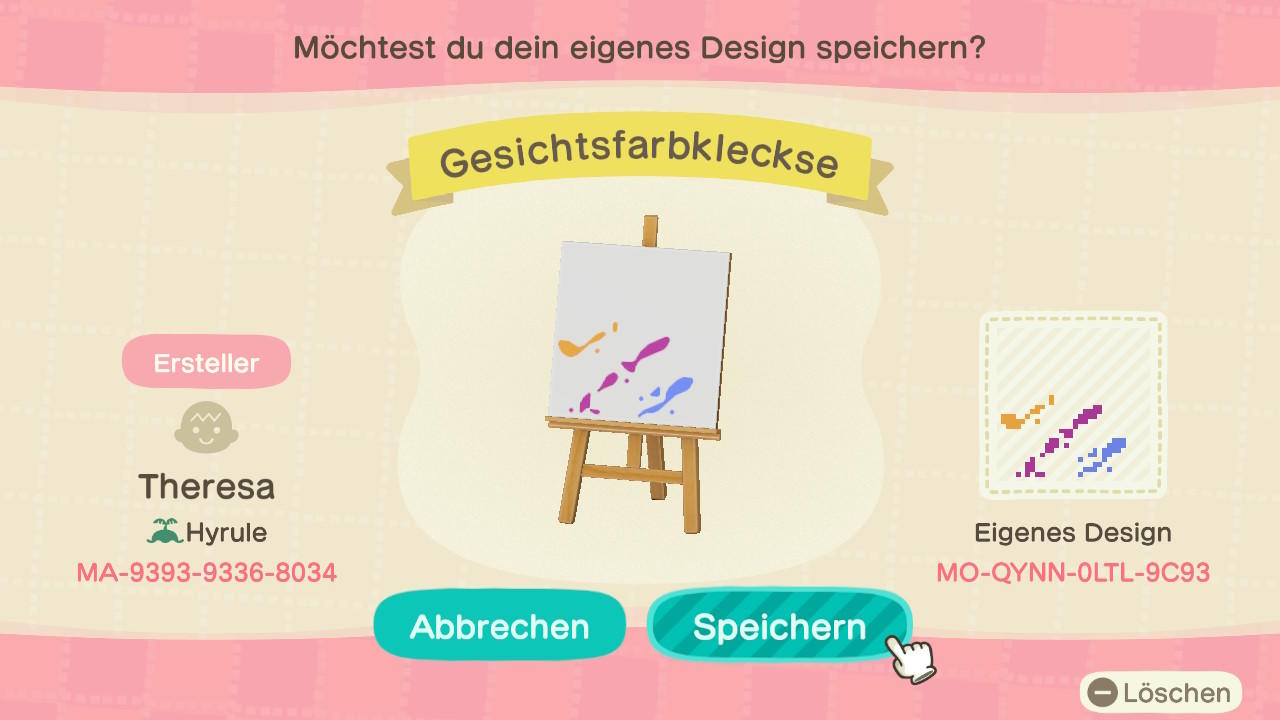 Möchtest du dein eigenes Design speichern?
Gesichtsfarbkleckse
Ersteller
Theresa
Hyrule
MA-9393-9336-8034
Eigenes Design
MO-QYNN-0LTL-9C93
Abbrechen
Speichern
Löschen